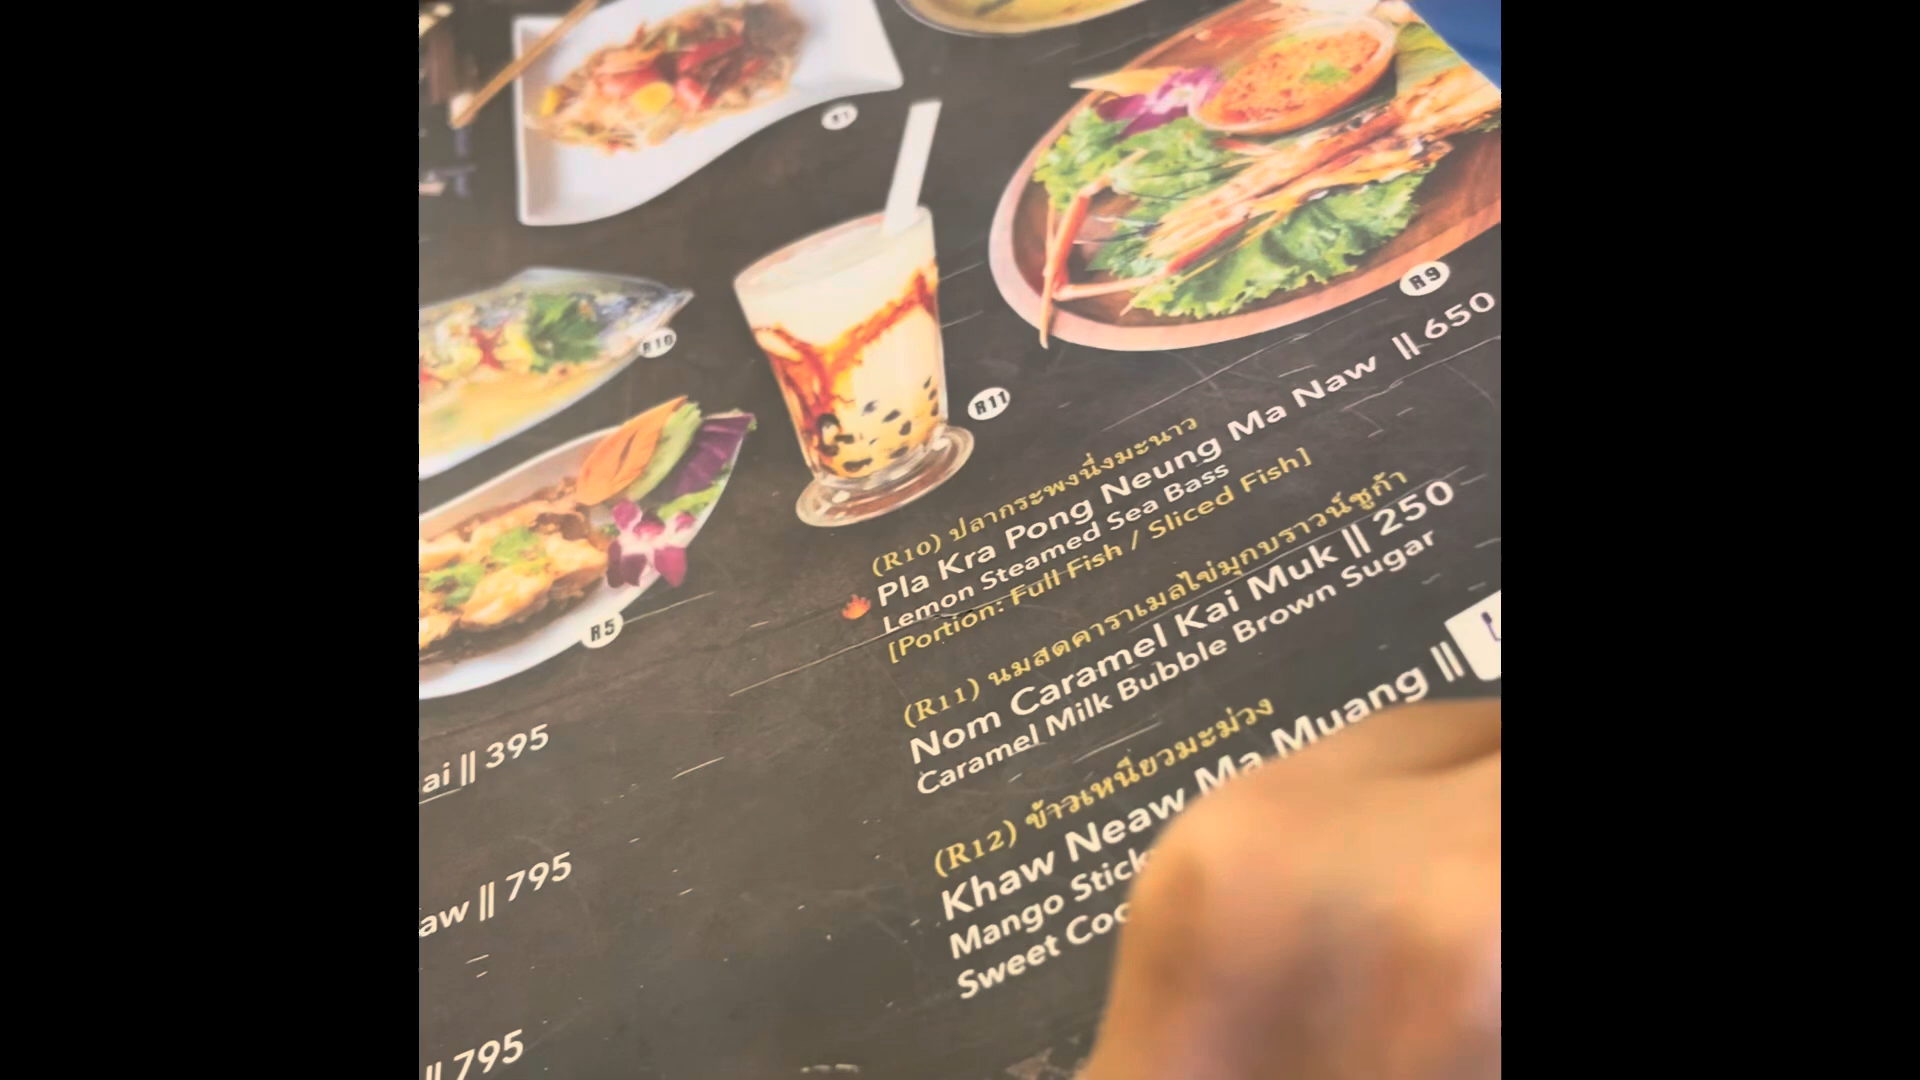 R1
R9
R10
R11
R5
(R10) ปลากระพงนึ่งมะนาว
Pla Kra Pong Neung Ma Naw || 650
Lemon Steamed Sea Bass
[Portion: Full Fish / Sliced Fish]
(R11) นมสดคาราเมลไข่มุกบราวน์ซูก้า
Nom Caramel Kai Muk || 250
Caramel Milk Bubble Brown Sugar
(R12) ข้าวเหนียวมะม่วง
Khaw Neaw Ma Muang ||
Mango
Sweet
ai || 395
aw || 795
|| 795